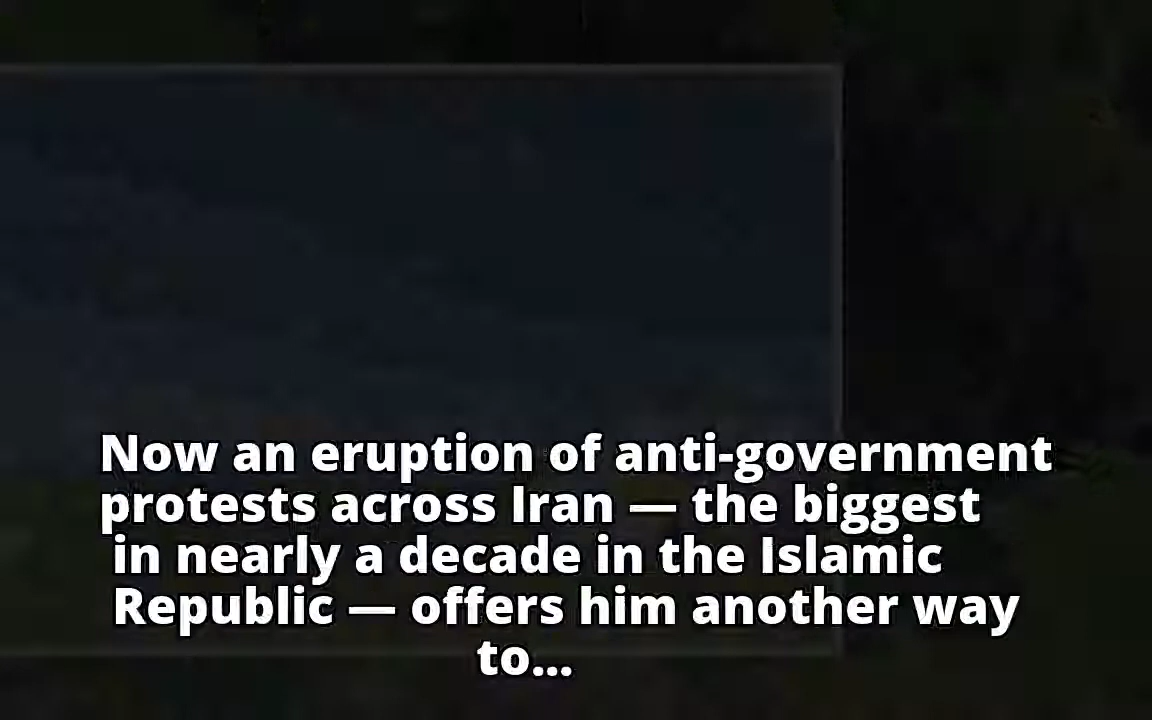 Now an eruption of anti-government
protests across Iran — the biggest
in nearly a decade in the Islamic
Republic — offers him another way
to...